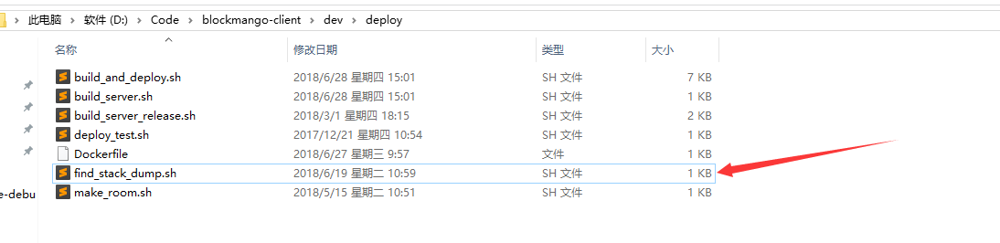 此电脑 > 软件 (D:) > Code > blockmango-client > dev > deploy
名称 修改日期 类型 大小
build_and_deploy.sh 2018/6/28 星期四 15:01 SH 文件 7 KB
build_server.sh 2018/6/28 星期四 15:01 SH 文件 1 KB
build_server_release.sh 2018/3/1 星期四 18:15 SH 文件 2 KB
deploy_test.sh 2017/12/21 星期四 10:54 SH 文件 1 KB
Dockerfile 2018/6/27 星期三 9:57 文件 1 KB
find_stack_dump.sh 2018/6/19 星期二 10:59 SH 文件 1 KB
make_room.sh 2018/5/15 星期二 10:51 SH 文件 1 KB
e-debu